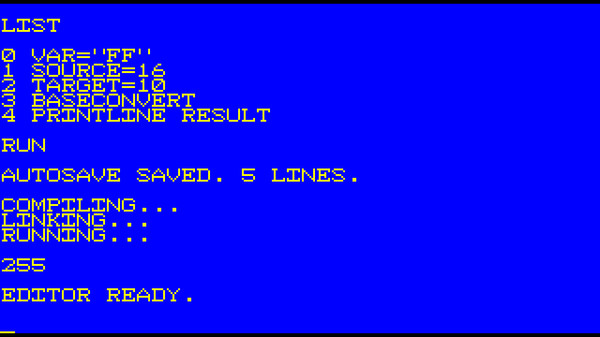 LIST
0 VAR="FF"
1 SOURCE=16
2 TARGET=10
3 BASECONVERT
4 PRINTLINE RESULT
RUN
AUTOSAVE SAVED. 5 LINES.
COMPILING...
LINKING...
RUNNING...
255
EDITOR READY.
_